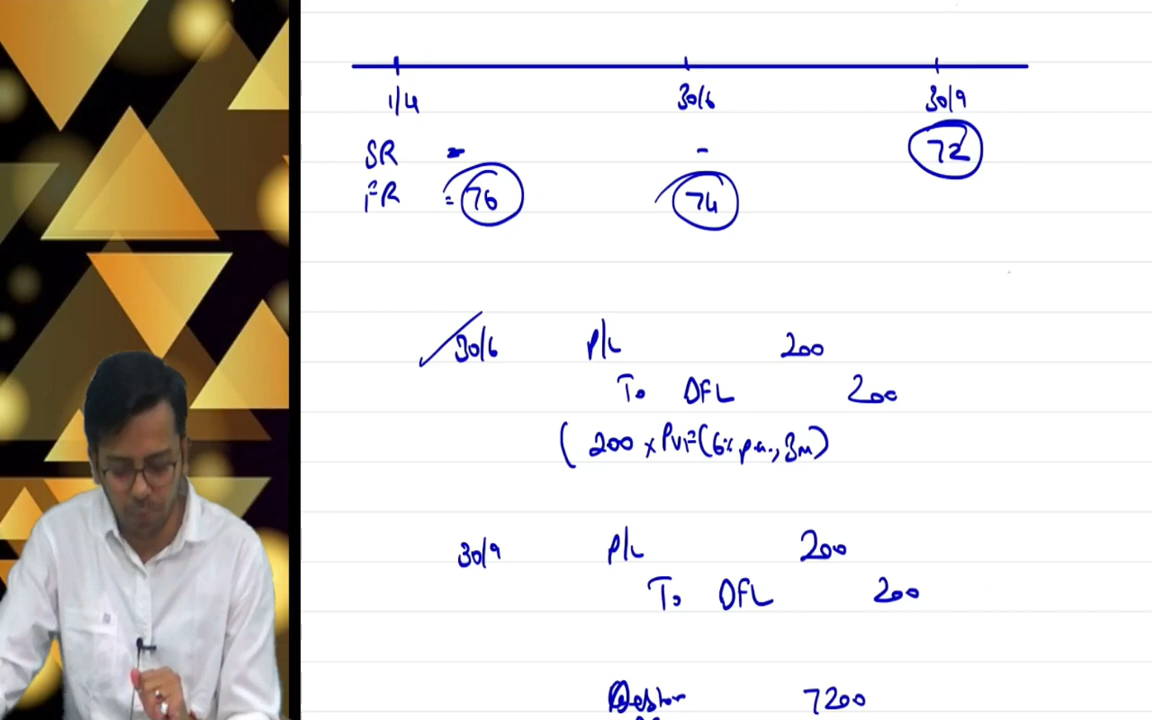 1/4 30/6 30/9
SR - - 72
FR = 76 74
30/6 P/L 200
To DFL 200
( 200 x PVF(6% p.a., 3m)
30/9 P/L 200
To DFL 200
7200